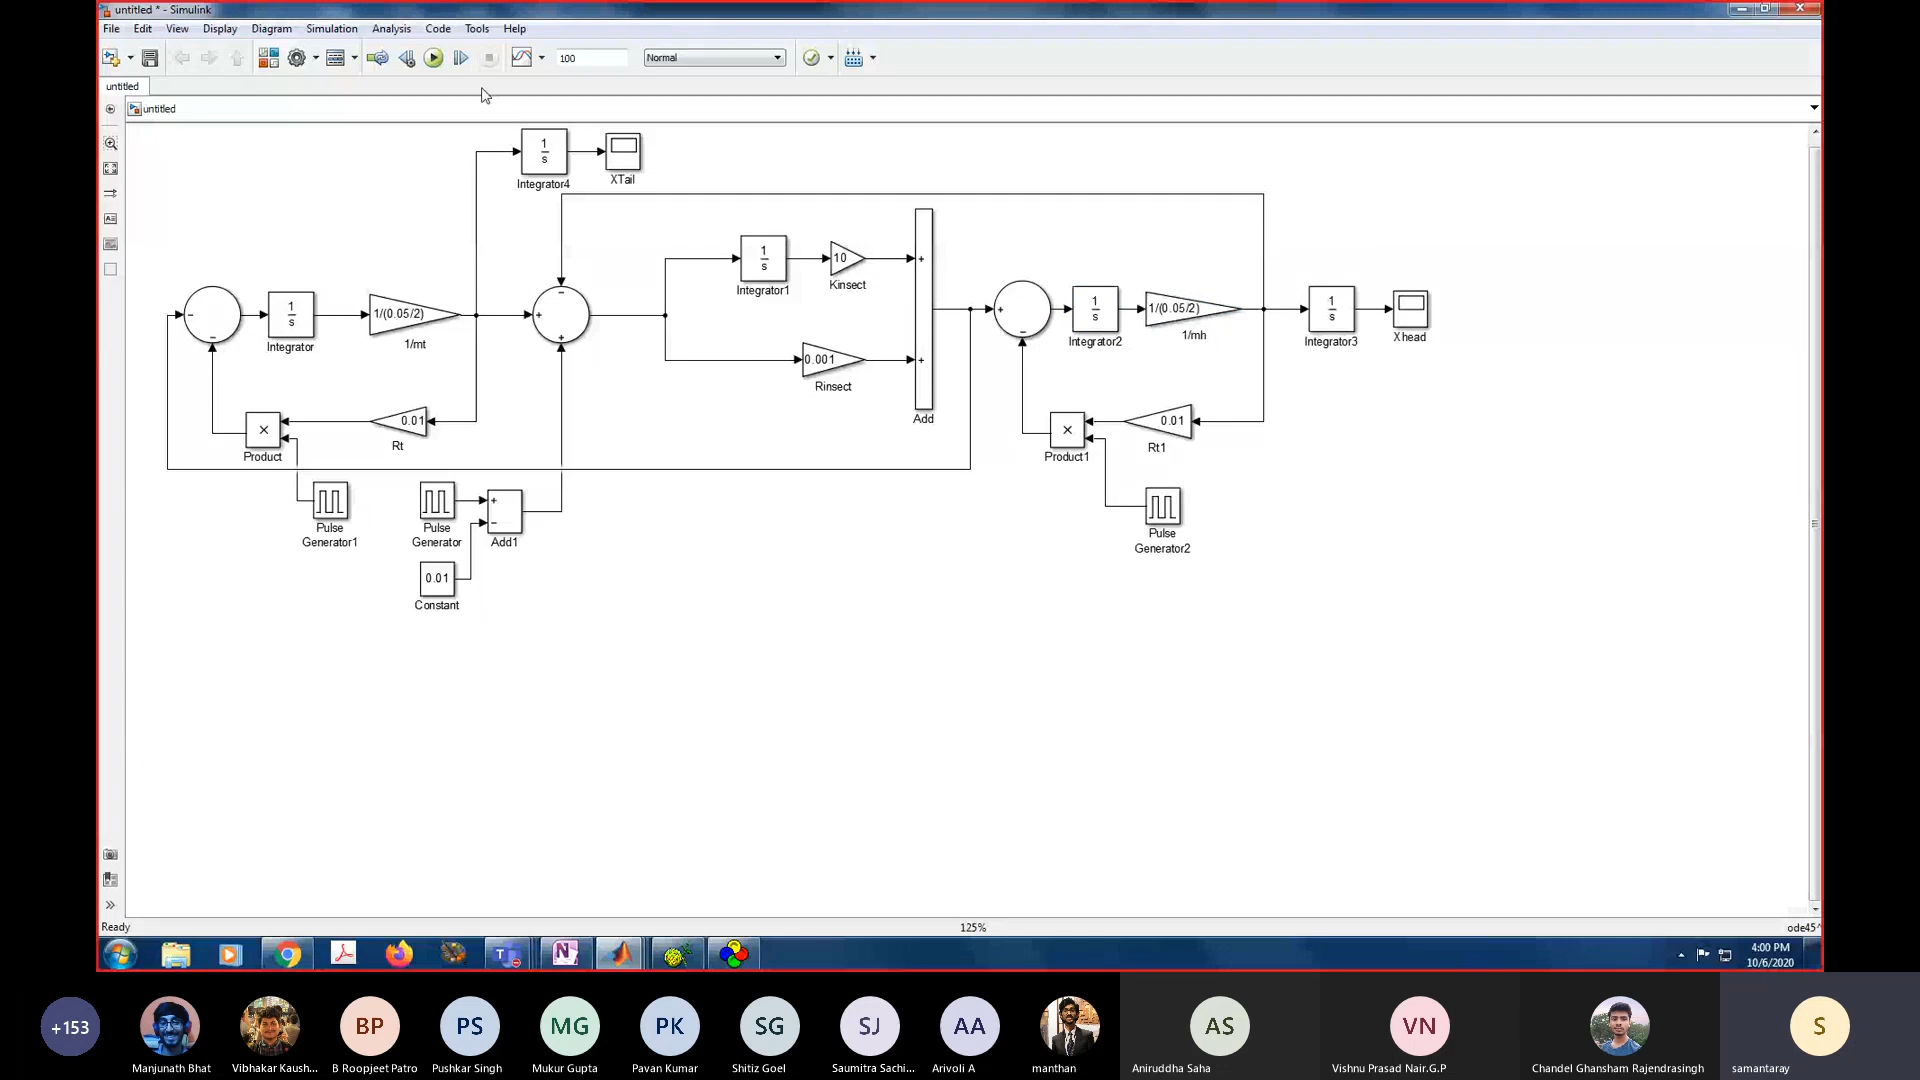 untitled * - Simulink
File Edit View Display Diagram Simulation Analysis Code Tools Help
100 Normal
untitled
untitled
1
s
Integrator4
XTail
1
s
Integrator1
10
Kinsect
1
s
Integrator
1/(0.05/2)
1/mt
0.001
Rinsect
Add
1
s
Integrator2
1/(0.05/2)
1/mh
1
s
Integrator3
Xhead
×
Product
0.01
Rt
×
Product1
0.01
Rt1
Pulse
Generator1
Pulse
Generator
Add1
Pulse
Generator2
0.01
Constant
Ready 125% ode45
4:00 PM
10/6/2020
+153 BP PS MG PK SG SJ AA AS VN S
Manjunath Bhat Vibhakar Kaush... B Roopjeet Patro Pushkar Singh Mukur Gupta Pavan Kumar Shitiz Goel Saumitra Sachi... Arivoli A manthan Aniruddha Saha Vishnu Prasad Nair.G.P Chandel Ghansham Rajendrasingh samantaray